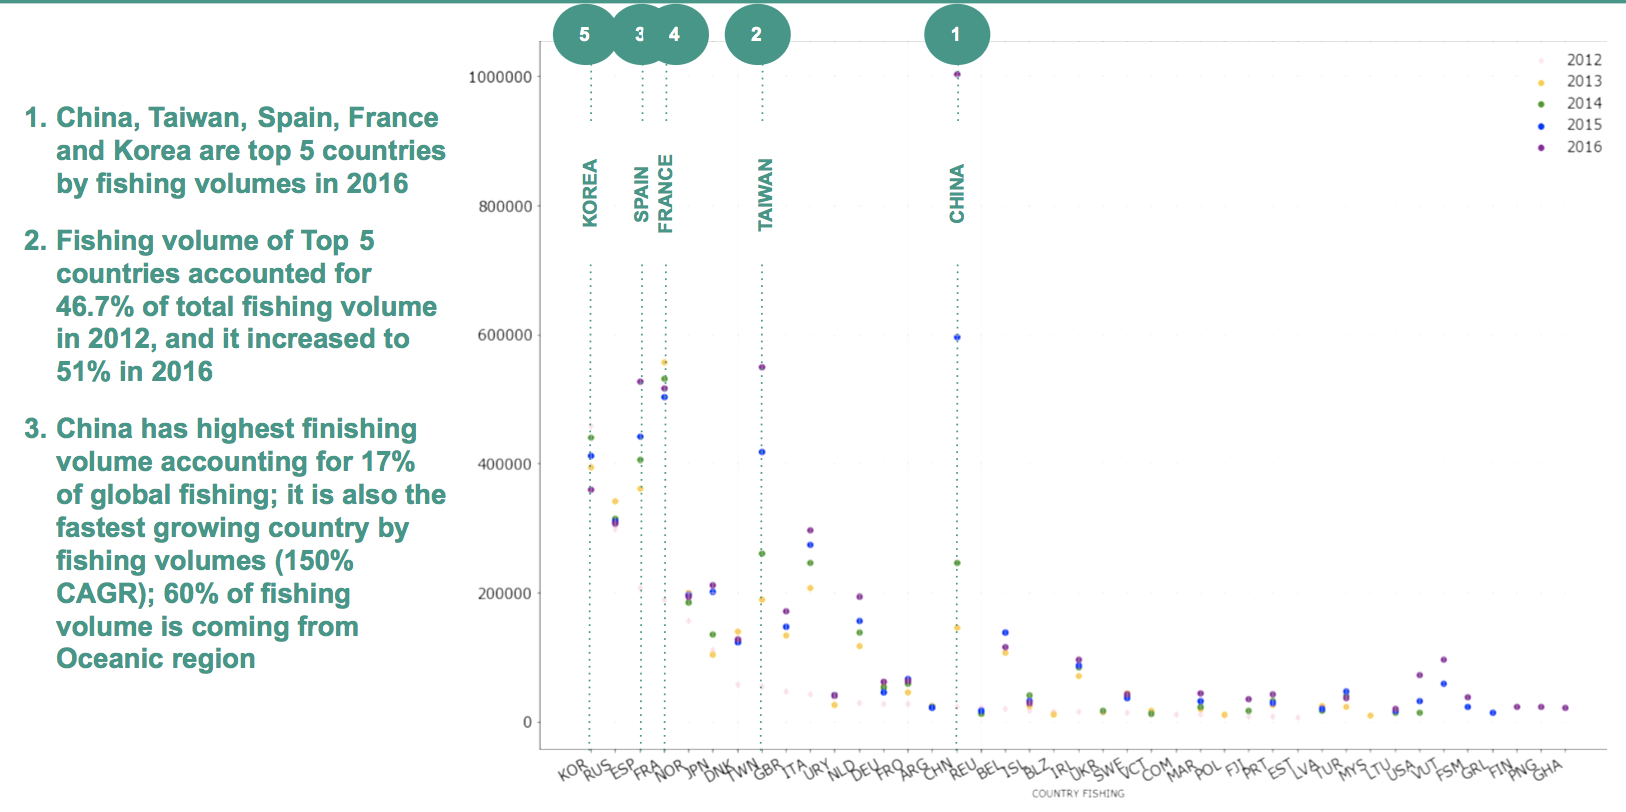 5
3
4
2
1
1. China, Taiwan, Spain, France
and Korea are top 5 countries
by fishing volumes in 2016
2. Fishing volume of Top 5
countries accounted for
46.7% of total fishing volume
in 2012, and it increased to
51% in 2016
3. China has highest finishing
volume accounting for 17%
of global fishing; it is also the
fastest growing country by
fishing volumes (150%
CAGR); 60% of fishing
volume is coming from
Oceanic region
1000000
800000
600000
400000
200000
0
KOREA
SPAIN
FRANCE
TAIWAN
CHINA
2012
2013
2014
2015
2016
KOR RUS ESP FRA NOR JPN DNK TWN GBR ITA URY NLD DEU FRO ARG CHN REU BEL ISL BLZ IRL UKR SWE VCT COM MAR POL FJI PRT EST LVA TUR MYS LTU USA VUT FSM GRL FIN PNG GHA
COUNTRY FISHING